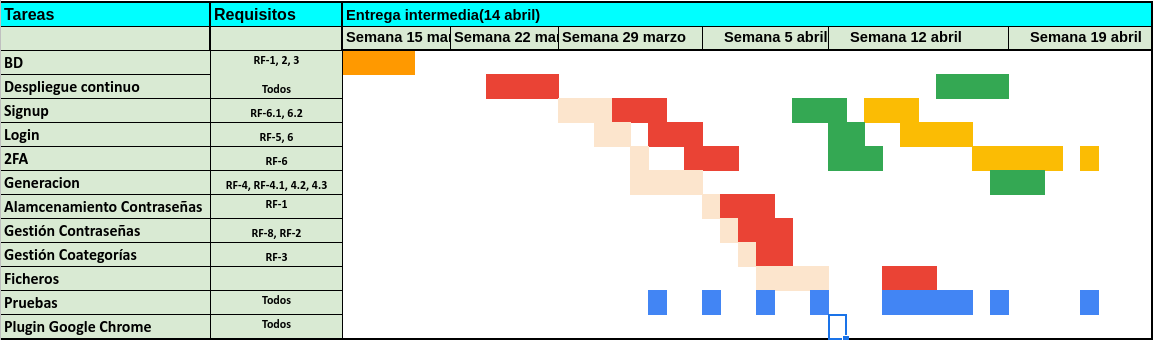 Tareas Requisitos Entrega intermedia(14 abril)
Semana 15 mar Semana 22 mar Semana 29 marzo Semana 5 abril Semana 12 abril Semana 19 abril
BD RF-1, 2, 3
Despliegue continuo Todos
Signup RF-6.1, 6.2
Login RF-5, 6
2FA RF-6
Generacion RF-4, RF-4.1, 4.2, 4.3
Alamcenamiento Contraseñas RF-1
Gestión Contraseñas RF-8, RF-2
Gestión Coategorías RF-3
Ficheros
Pruebas Todos
Plugin Google Chrome Todos